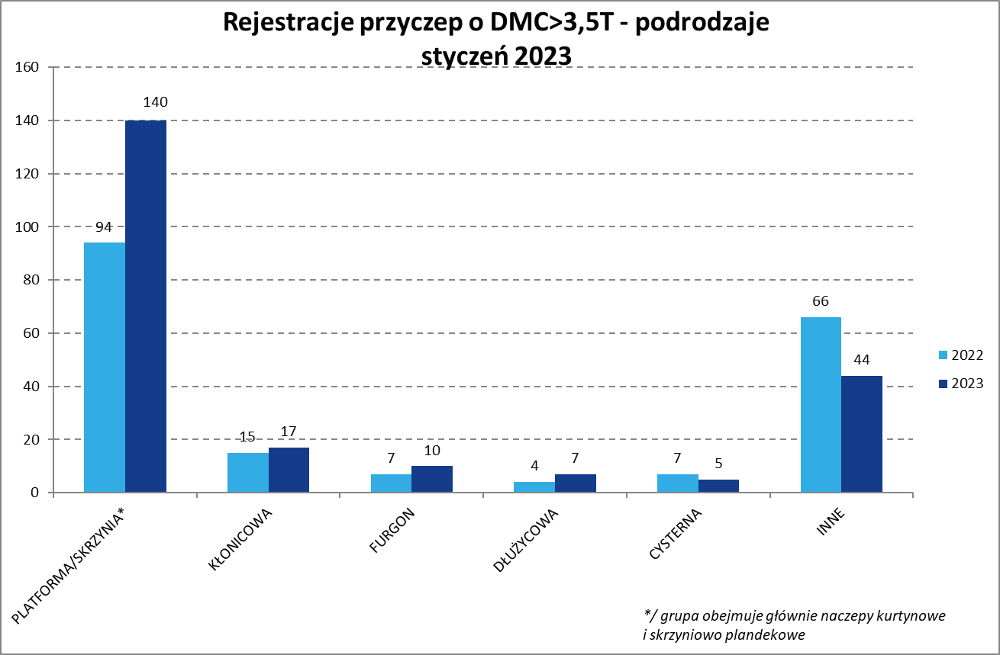 Rejestracje przyczep o DMC>3,5T - podrodzaje
styczeń 2023
160
140
120
100
80
60
40
20
0
94
140
15
17
7
10
4
7
7
5
66
44
PLATFORMA/SKRZYNIA*
KŁONICOWA
FURGON
DŁUŻYCOWA
CYSTERNA
INNE
2022
2023
*/ grupa obejmuje głównie naczepy kurtynowe
i skrzyniowo plandekowe